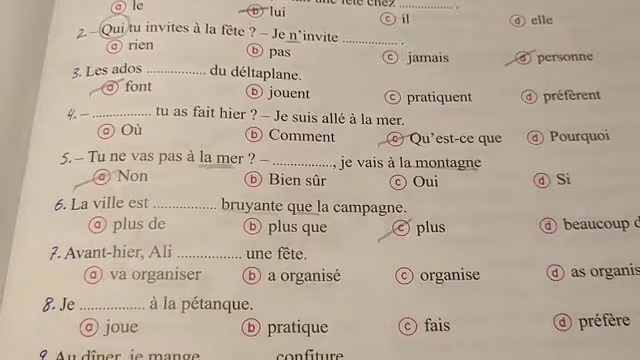 une fête chez ............... .
ⓐ le ⓑ lui ⓒ il ⓓ elle
2 - Qui tu invites à la fête ? – Je n'invite ............... .
ⓐ rien ⓑ pas ⓒ jamais ⓓ personne
3. Les ados ............... du déltaplane.
ⓐ font ⓑ jouent ⓒ pratiquent ⓓ préfèrent
4. – ............... tu as fait hier ? – Je suis allé à la mer.
ⓐ Où ⓑ Comment ⓒ Qu'est-ce que ⓓ Pourquoi
5. – Tu ne vas pas à la mer ? – ..............., je vais à la montagne
ⓐ Non ⓑ Bien sûr ⓒ Oui ⓓ Si
6. La ville est ............... bruyante que la campagne.
ⓐ plus de ⓑ plus que ⓒ plus ⓓ beaucoup d
7. Avant-hier, Ali ............... une fête.
ⓐ va organiser ⓑ a organisé ⓒ organise ⓓ as organis
8. Je ............... à la pétanque.
ⓐ joue ⓑ pratique ⓒ fais ⓓ préfère
9 Au dîner, je mange confiture